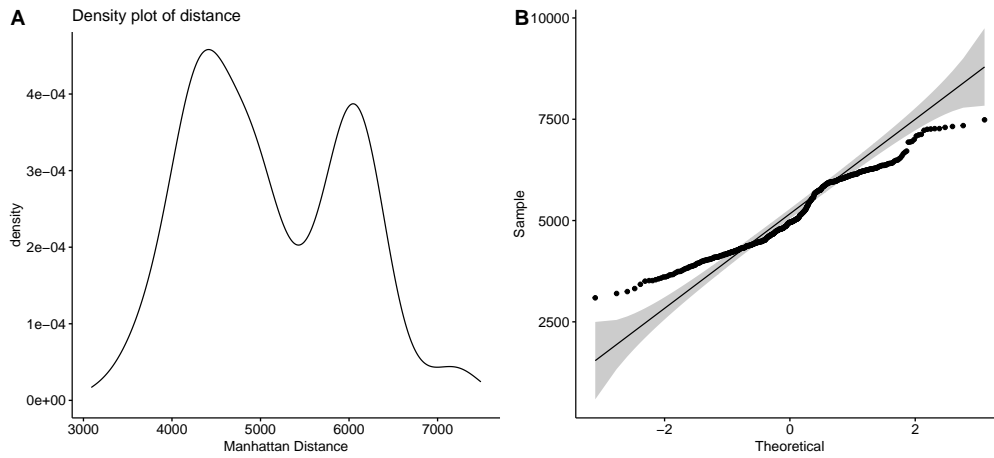 A
Density plot of distance
4e−04
3e−04
2e−04
1e−04
0e+00
density
3000 4000 5000 6000 7000
Manhattan Distance
B
10000
7500
5000
2500
Sample
−2 0 2
Theoretical